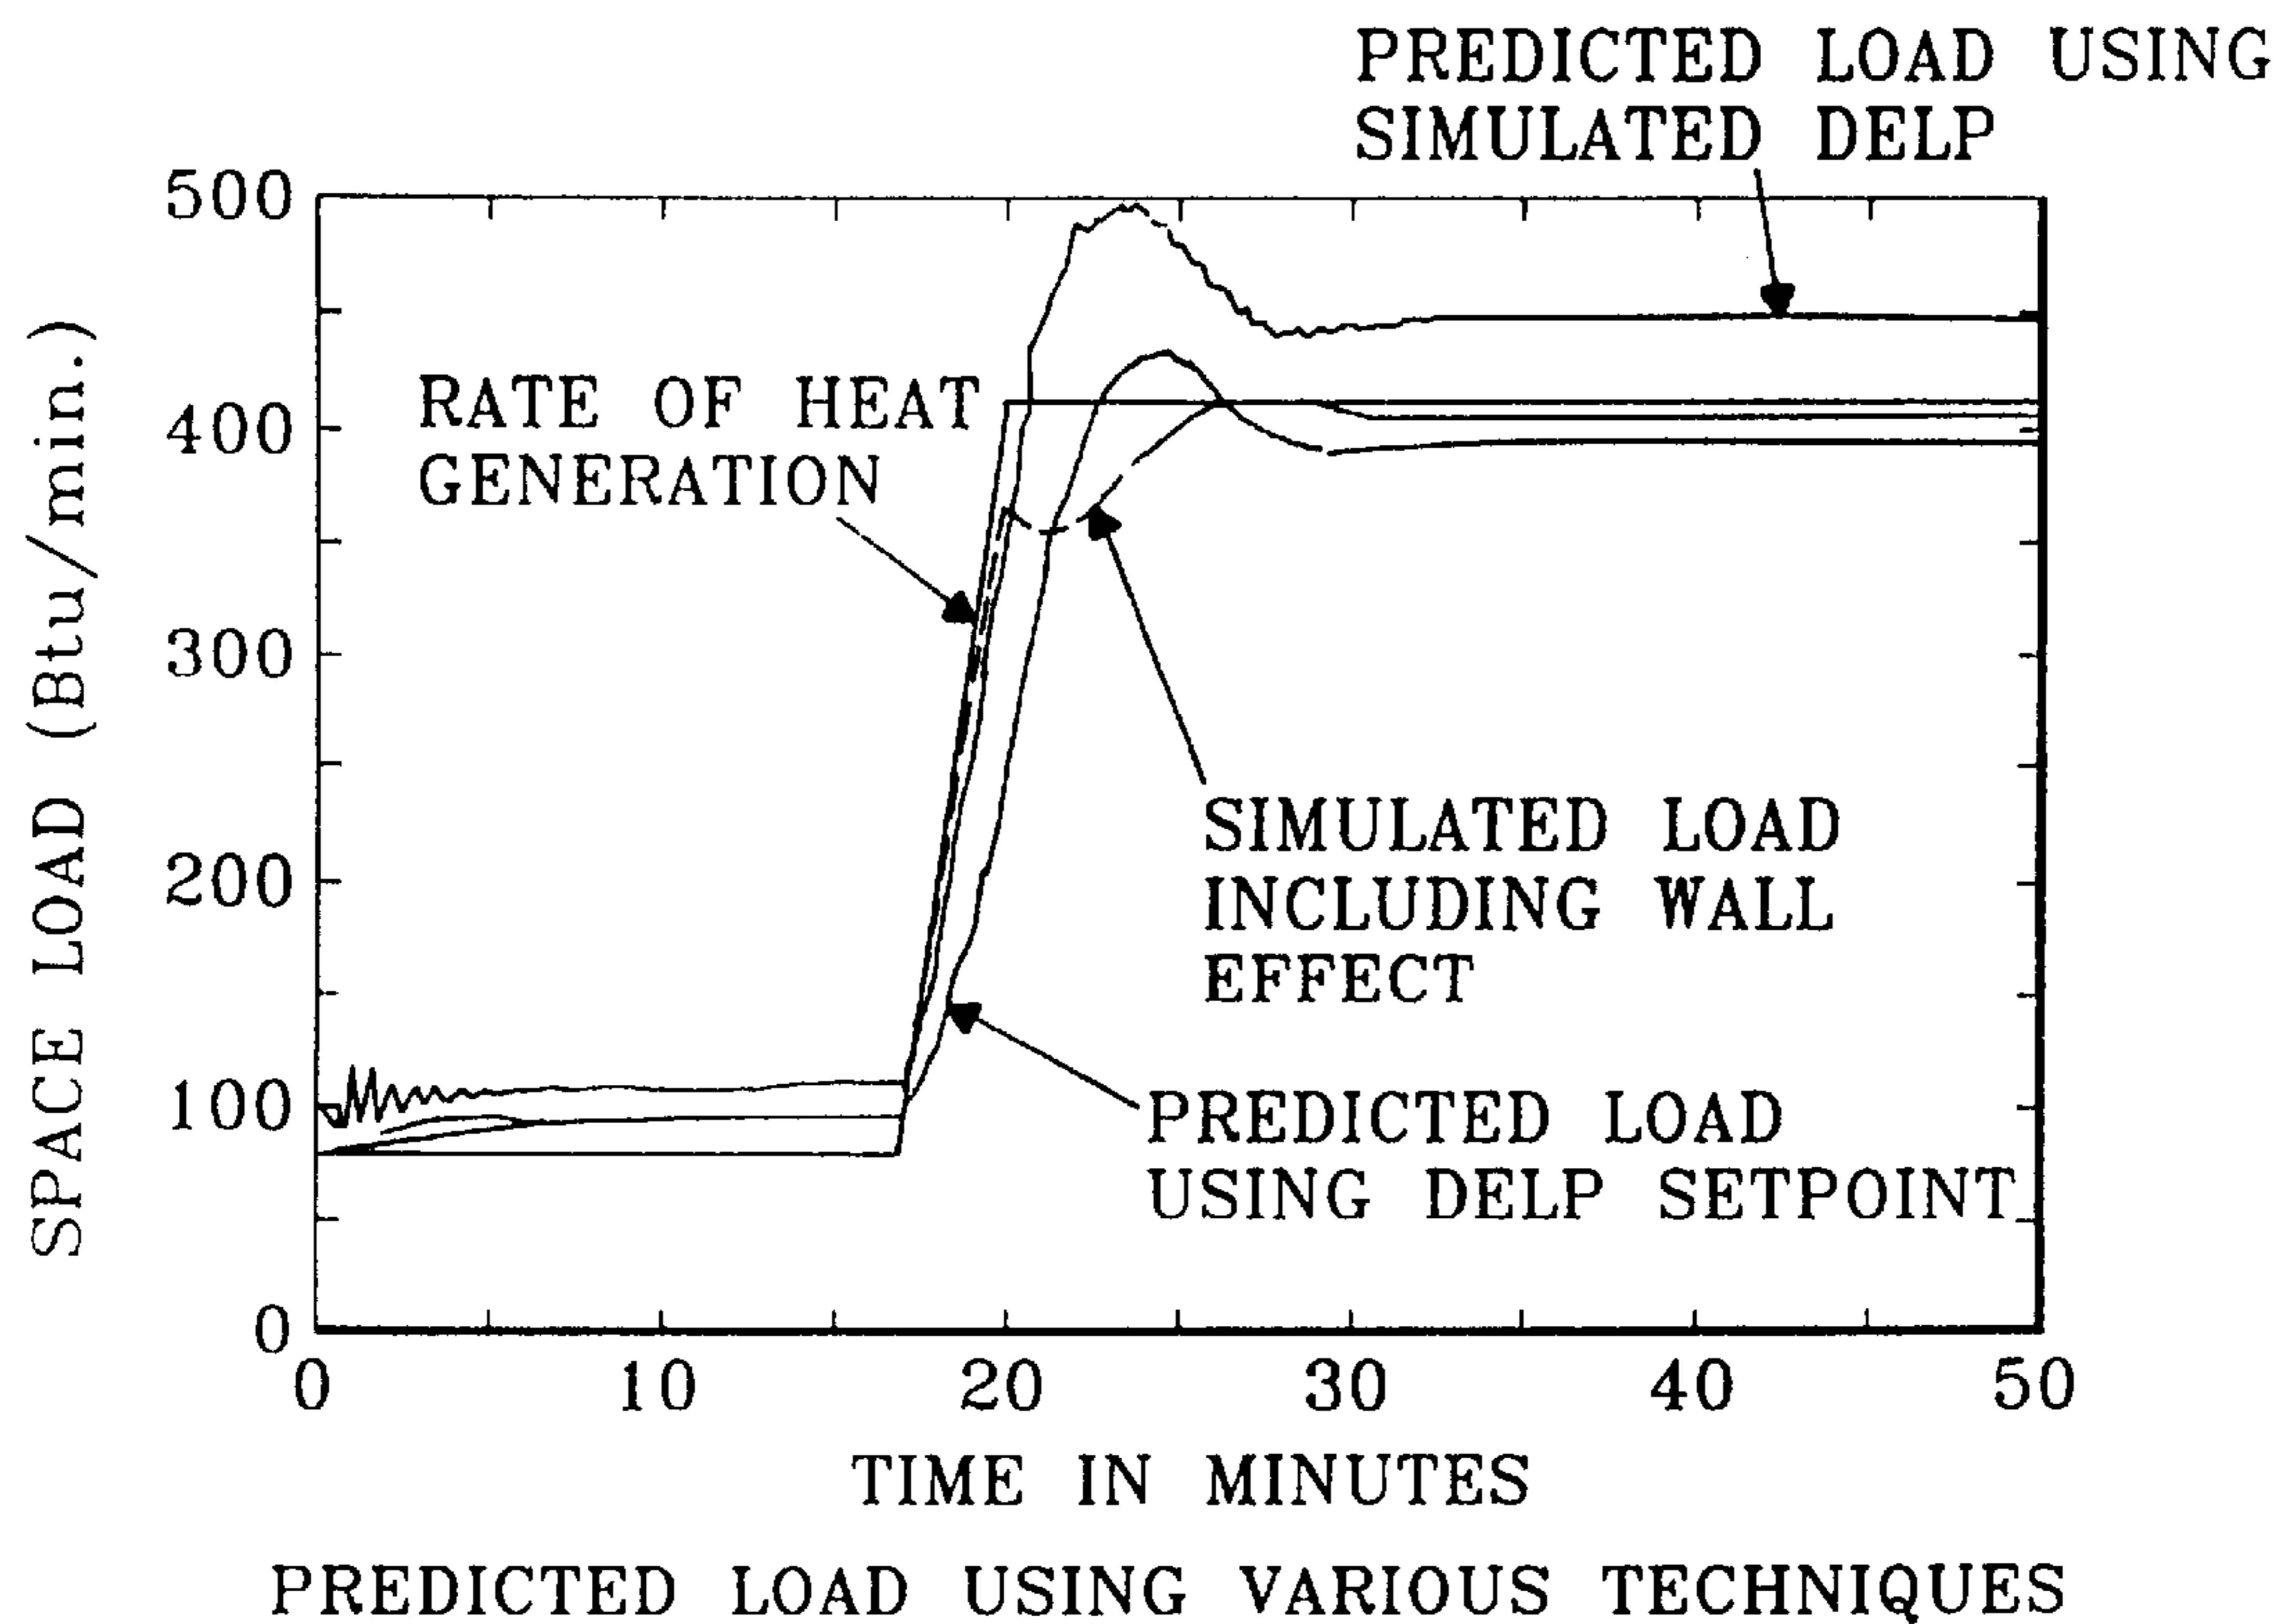 PREDICTED LOAD USING
SIMULATED DELP
500
400
300
200
100
0
SPACE LOAD (Btu/min.)
RATE OF HEAT
GENERATION
SIMULATED LOAD
INCLUDING WALL
EFFECT
PREDICTED LOAD
USING DELP SETPOINT
0 10 20 30 40 50
TIME IN MINUTES
PREDICTED LOAD USING VARIOUS TECHNIQUES